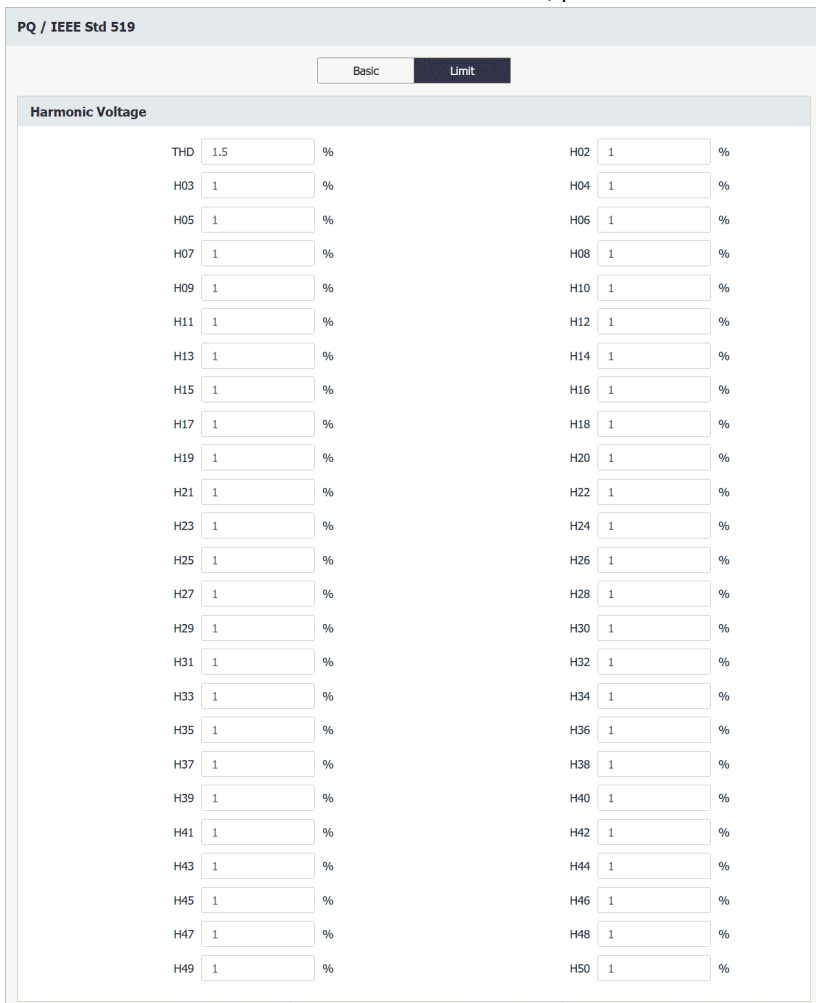 PQ / IEEE Std 519
Basic Limit
Harmonic Voltage
THD 1.5 % H02 1 %
H03 1 % H04 1 %
H05 1 % H06 1 %
H07 1 % H08 1 %
H09 1 % H10 1 %
H11 1 % H12 1 %
H13 1 % H14 1 %
H15 1 % H16 1 %
H17 1 % H18 1 %
H19 1 % H20 1 %
H21 1 % H22 1 %
H23 1 % H24 1 %
H25 1 % H26 1 %
H27 1 % H28 1 %
H29 1 % H30 1 %
H31 1 % H32 1 %
H33 1 % H34 1 %
H35 1 % H36 1 %
H37 1 % H38 1 %
H39 1 % H40 1 %
H41 1 % H42 1 %
H43 1 % H44 1 %
H45 1 % H46 1 %
H47 1 % H48 1 %
H49 1 % H50 1 %